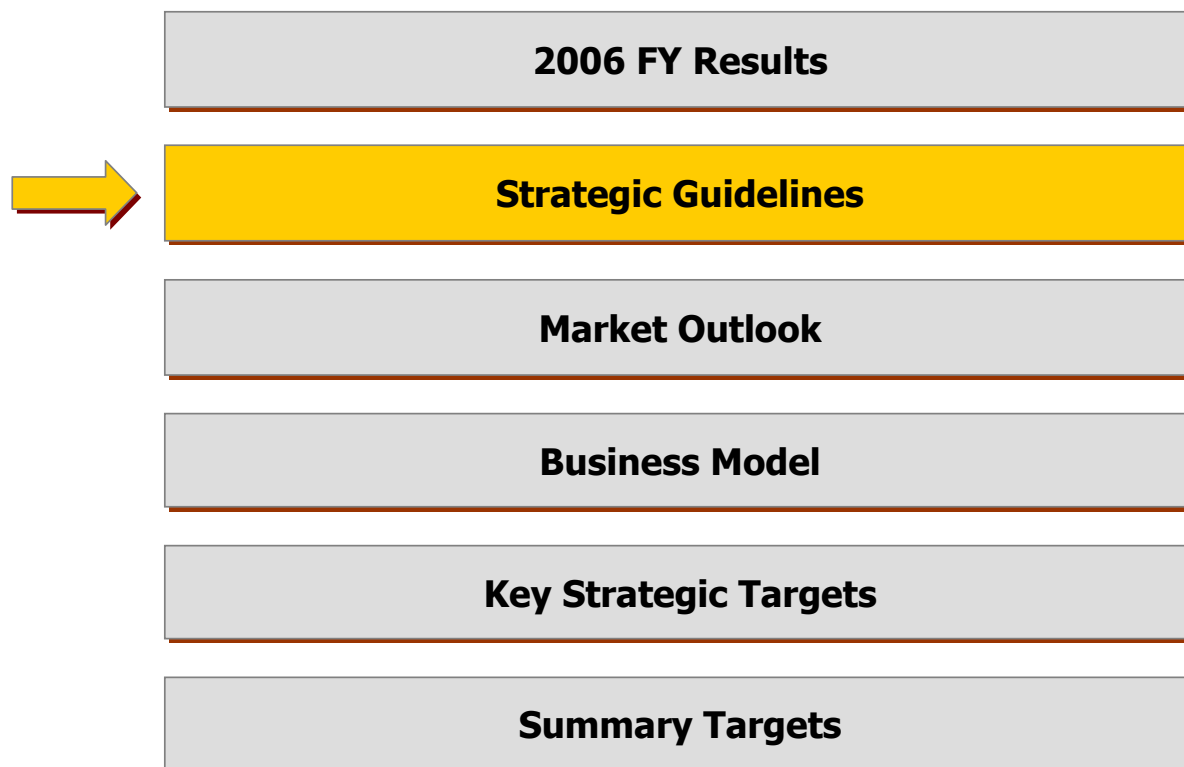 2006 FY Results
Strategic Guidelines
Market Outlook
Business Model
Key Strategic Targets
Summary Targets